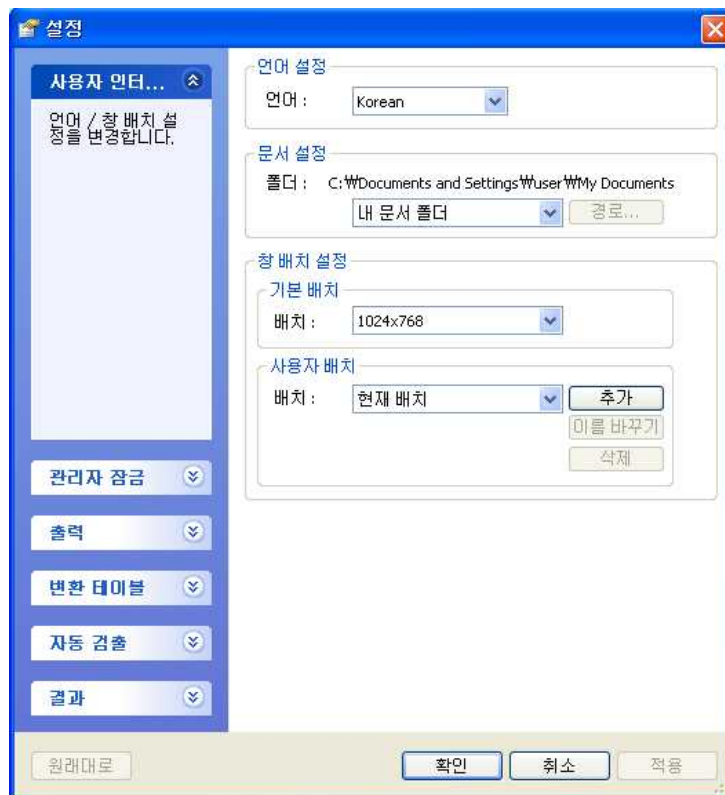 설정
사용자 인터...
언어 / 창 배치 설
정을 변경합니다.
관리자 잠금
출력
변환 테이블
자동 검출
결과
언어 설정
언어 : Korean
문서 설정
폴더 : C:₩Documents and Settings₩user₩My Documents
내 문서 폴더 경로...
창 배치 설정
기본 배치
배치 : 1024x768
사용자 배치
배치 : 현재 배치 추가
이름 바꾸기
삭제
원래대로 확인 취소 적용